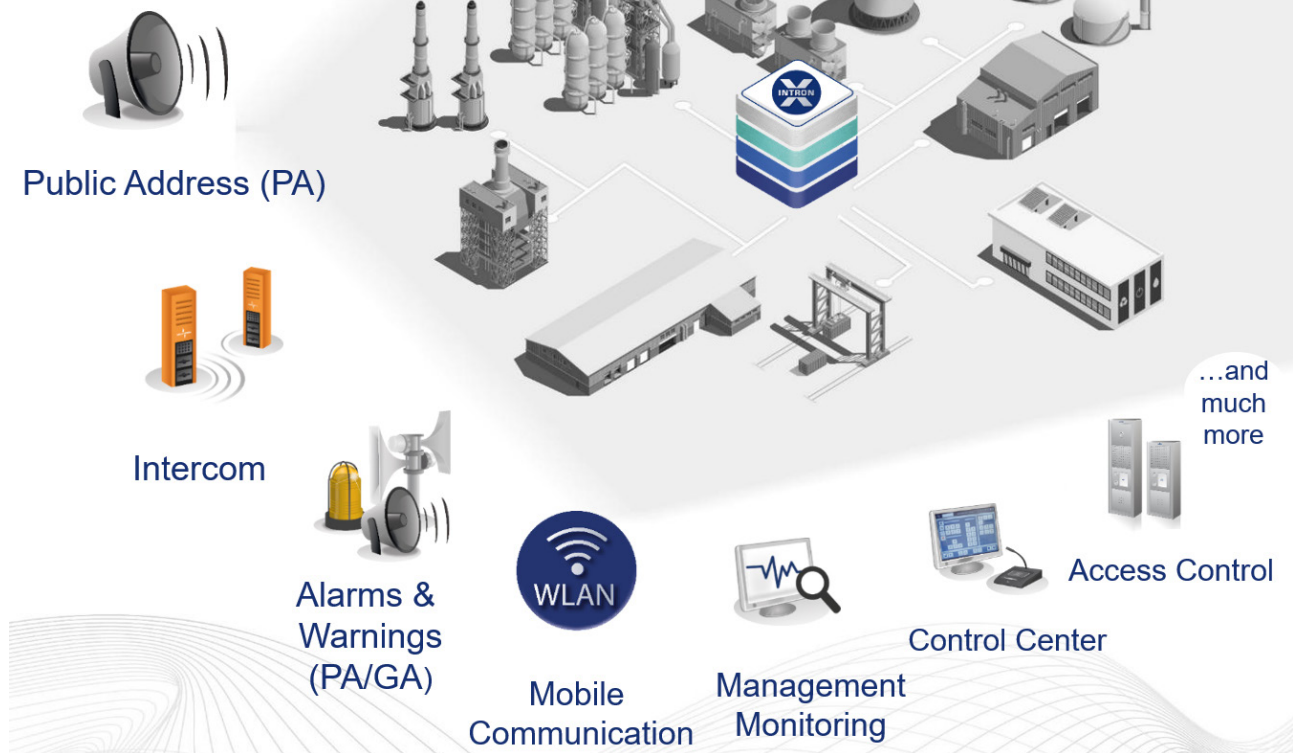 INTRON
X
Public Address (PA)
Intercom
Alarms &
Warnings
(PA/GA)
WLAN
Mobile
Communication
Management
Monitoring
Control Center
Access Control
…and
much
more